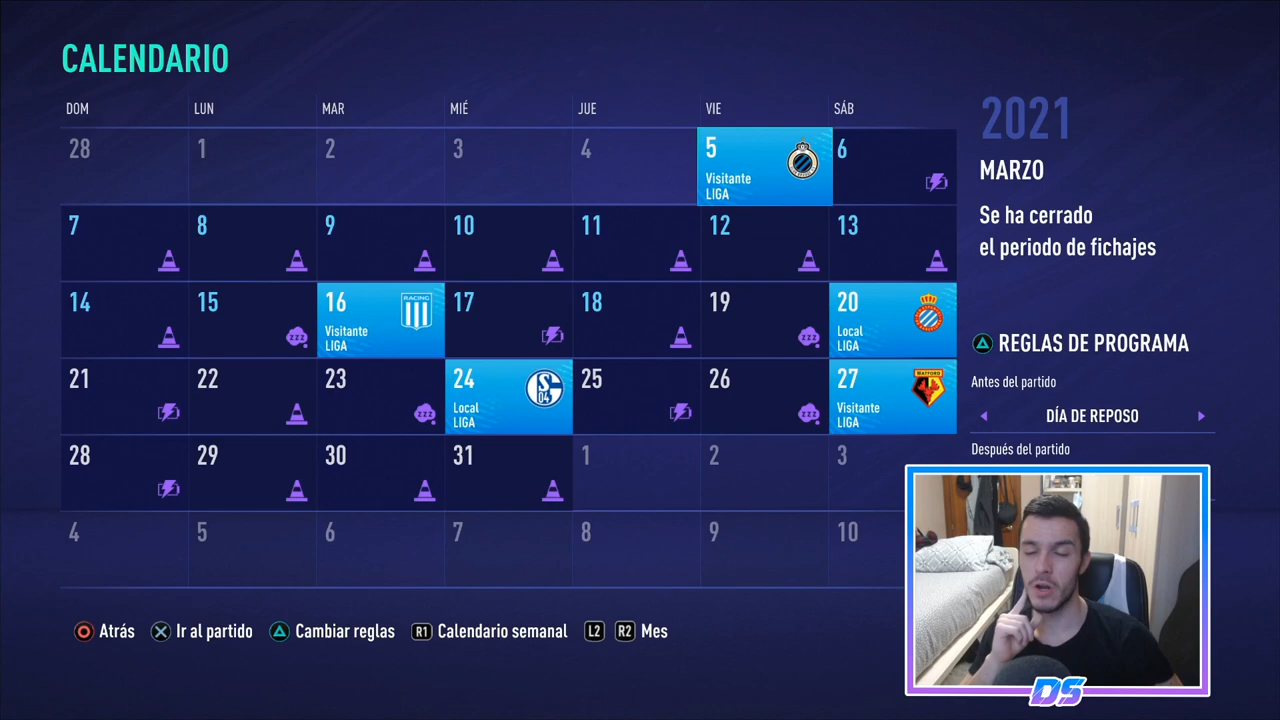 CALENDARIO
DOM LUN MAR MIÉ JUE VIE SÁB
28 1 2 3 4 5 6
Visitante
LIGA
7 8 9 10 11 12 13
14 15 16 17 18 19 20
RACING
Visitante Local
LIGA LIGA
21 22 23 24 25 26 27
S04 WATFORD
Local Visitante
LIGA LIGA
28 29 30 31 1 2 3
4 5 6 7 8 9 10
zzz zzz
zzz zzz
2021
MARZO
Se ha cerrado
el periodo de fichajes
REGLAS DE PROGRAMA
Antes del partido
DÍA DE REPOSO
Después del partido
Atrás Ir al partido Cambiar reglas R1 Calendario semanal L2 R2 Mes
DS